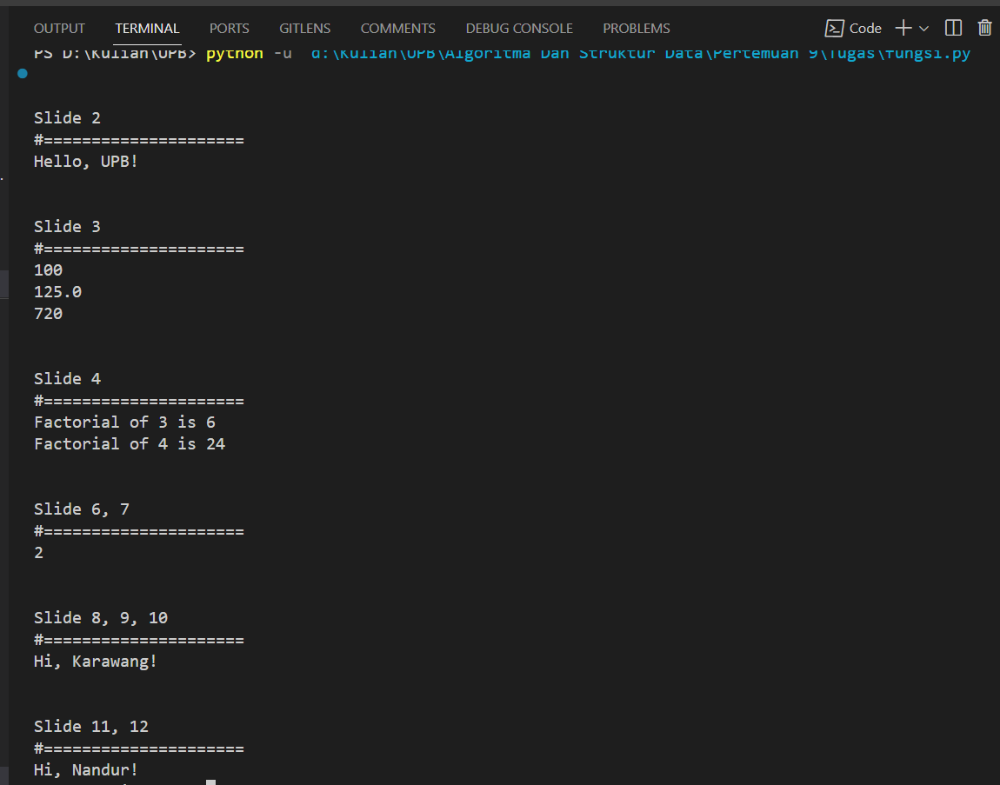 OUTPUT TERMINAL PORTS GITLENS COMMENTS DEBUG CONSOLE PROBLEMS Code
PS D:\Kuliah\UPB> python -u d:\Kuliah\UPB\Algoritma Dan Struktur Data\Pertemuan 9\Tugas\fungsi.py
Slide 2
#=====================
Hello, UPB!
Slide 3
#=====================
100
125.0
720
Slide 4
#=====================
Factorial of 3 is 6
Factorial of 4 is 24
Slide 6, 7
#=====================
2
Slide 8, 9, 10
#=====================
Hi, Karawang!
Slide 11, 12
#=====================
Hi, Nandur!